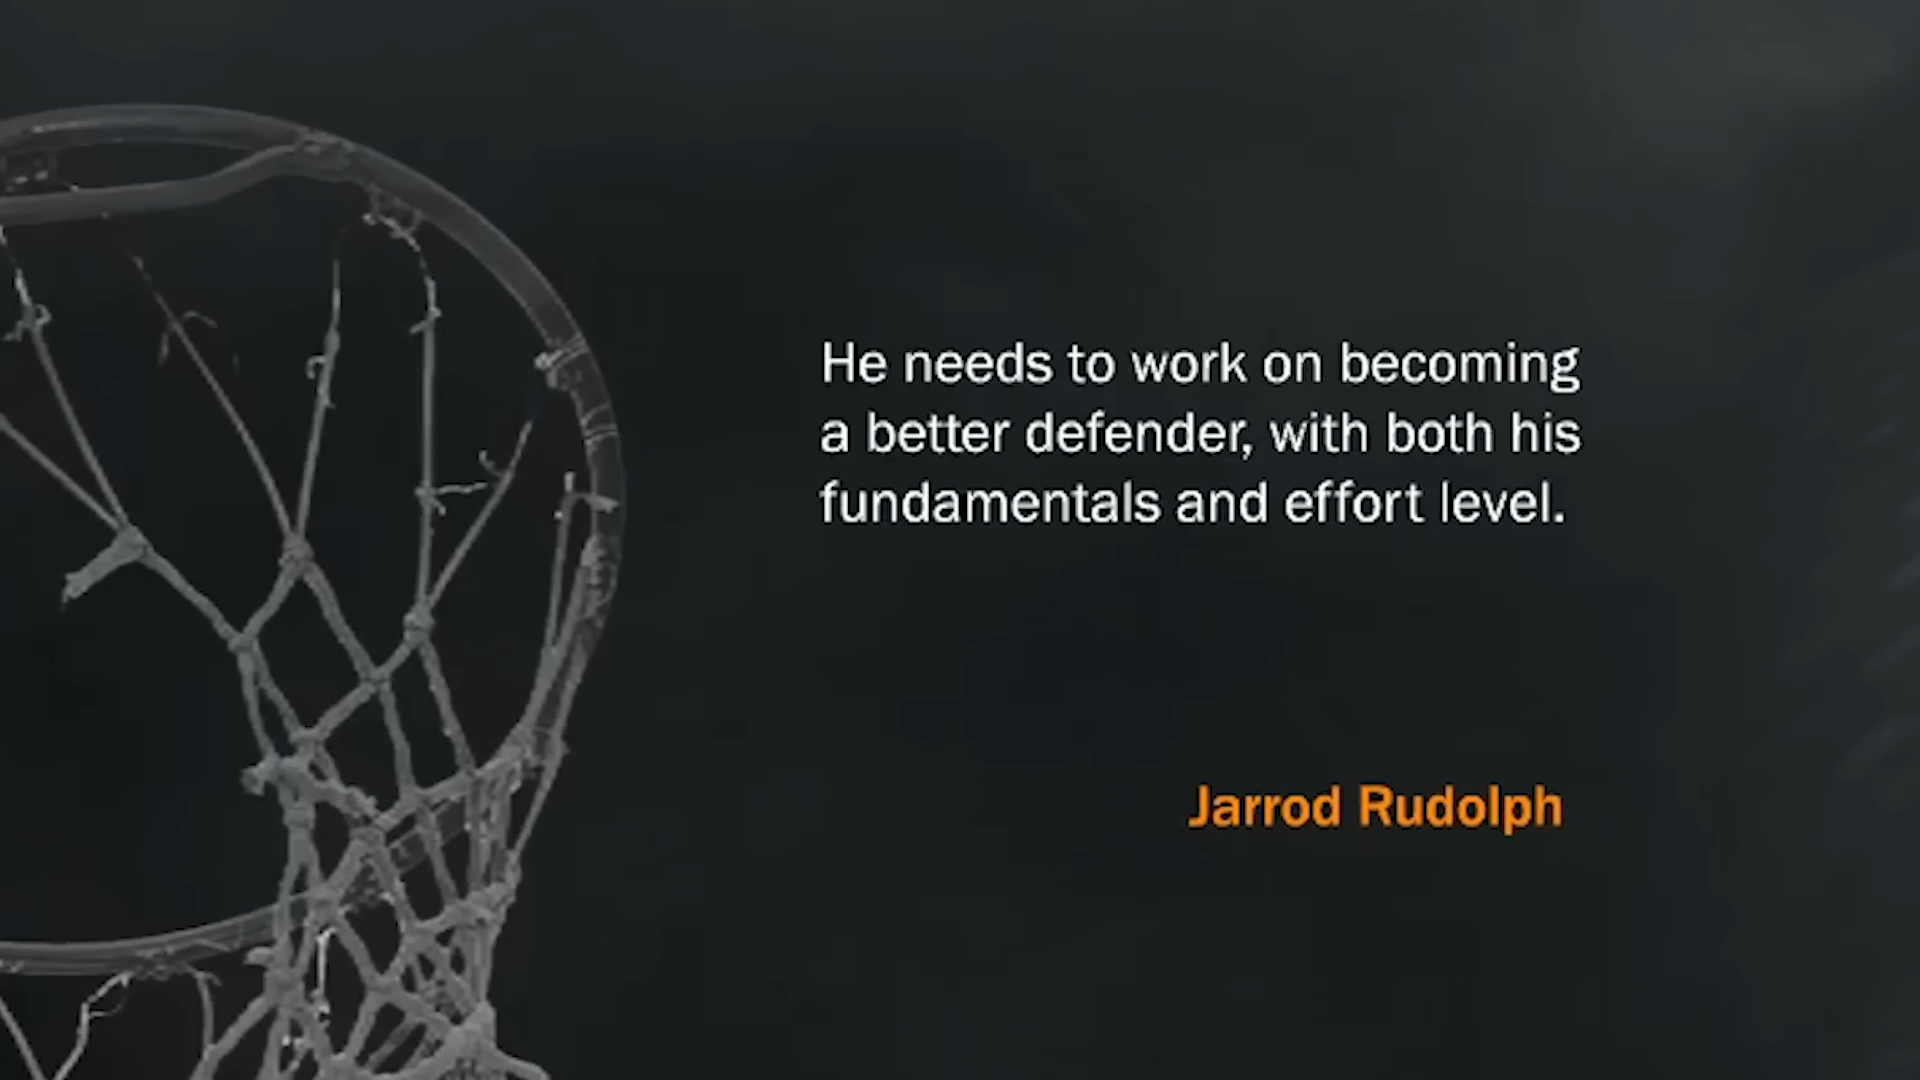 He needs to work on becoming
a better defender, with both his
fundamentals and effort level.
Jarrod Rudolph